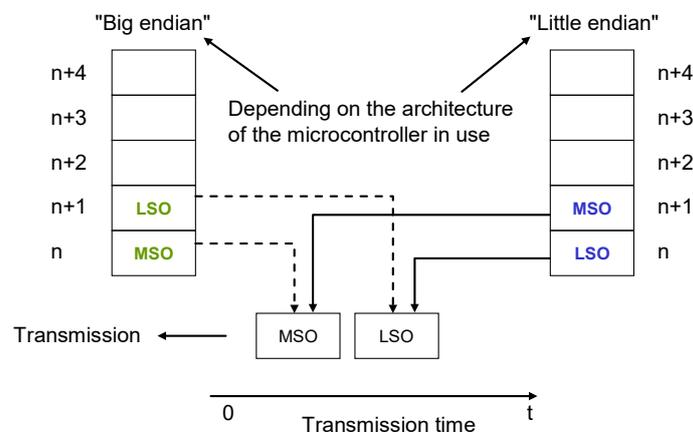 "Big endian"
"Little endian"
n+4
n+4
Depending on the architecture
of the microcontroller in use
n+3
n+3
n+2
n+2
n+1
LSO
MSO
n+1
n
MSO
LSO
n
Transmission
MSO
LSO
0
t
Transmission time